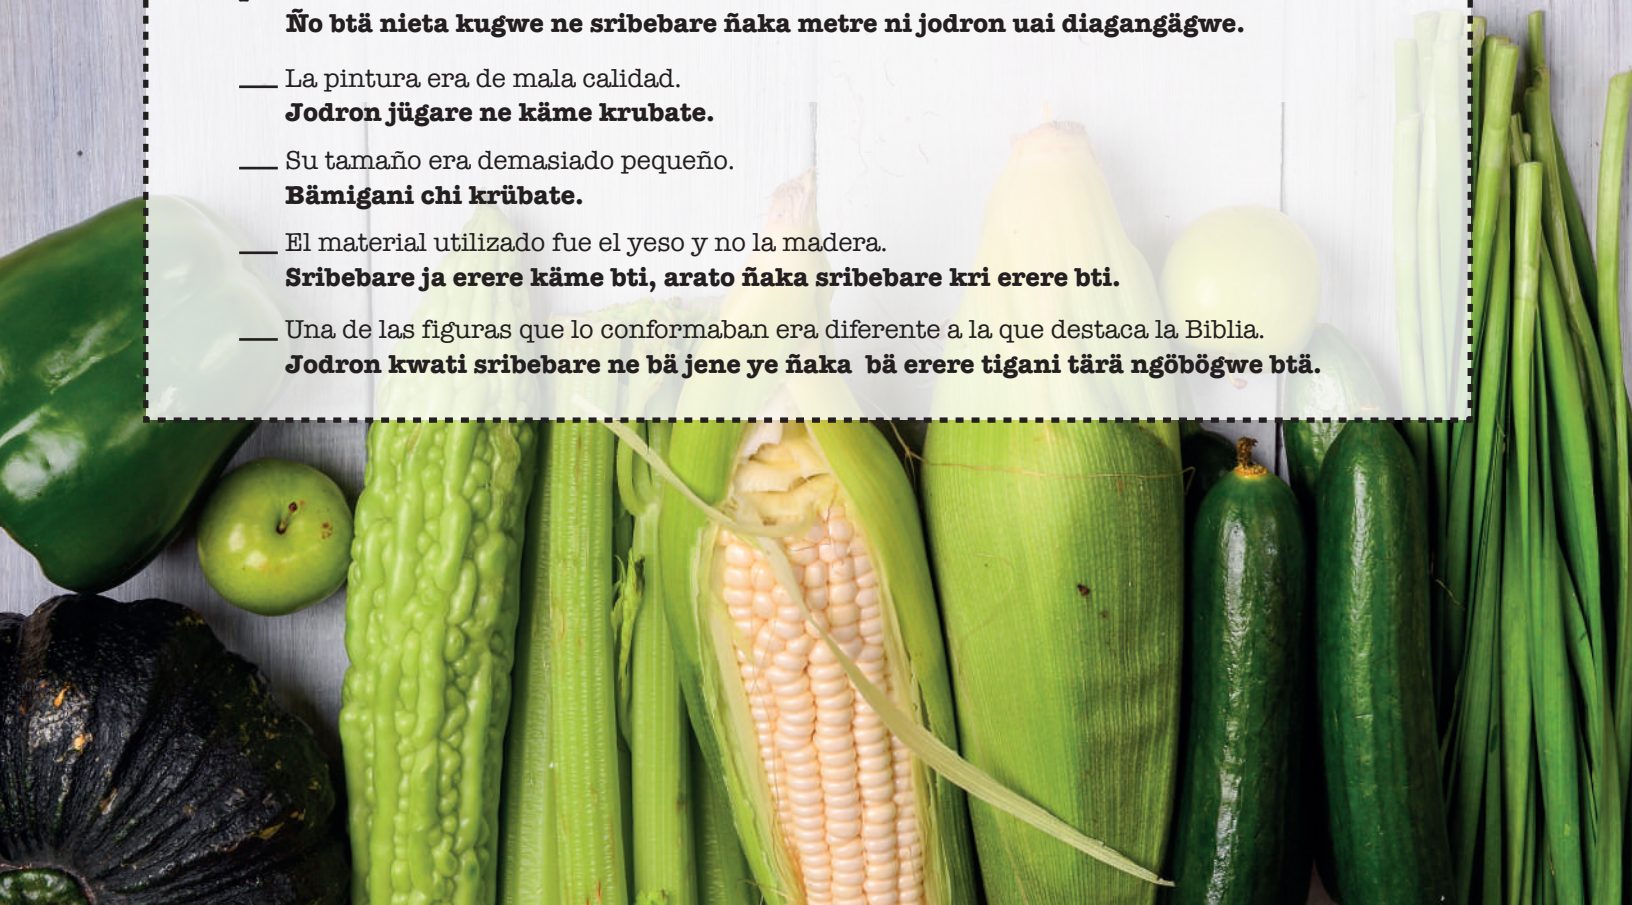 Ño btä nieta kugwe ne sribebare ñaka metre ni jodron uai diagangägwe.
___ La pintura era de mala calidad.
Jodron jügare ne käme krubate.
___ Su tamaño era demasiado pequeño.
Bämigani chi krübate.
___ El material utilizado fue el yeso y no la madera.
Sribebare ja erere käme bti, arato ñaka sribebare kri erere bti.
___ Una de las figuras que lo conformaban era diferente a la que destaca la Biblia.
Jodron kwati sribebare ne bä jene ye ñaka bä erere tigani tärä ngöbögwe btä.